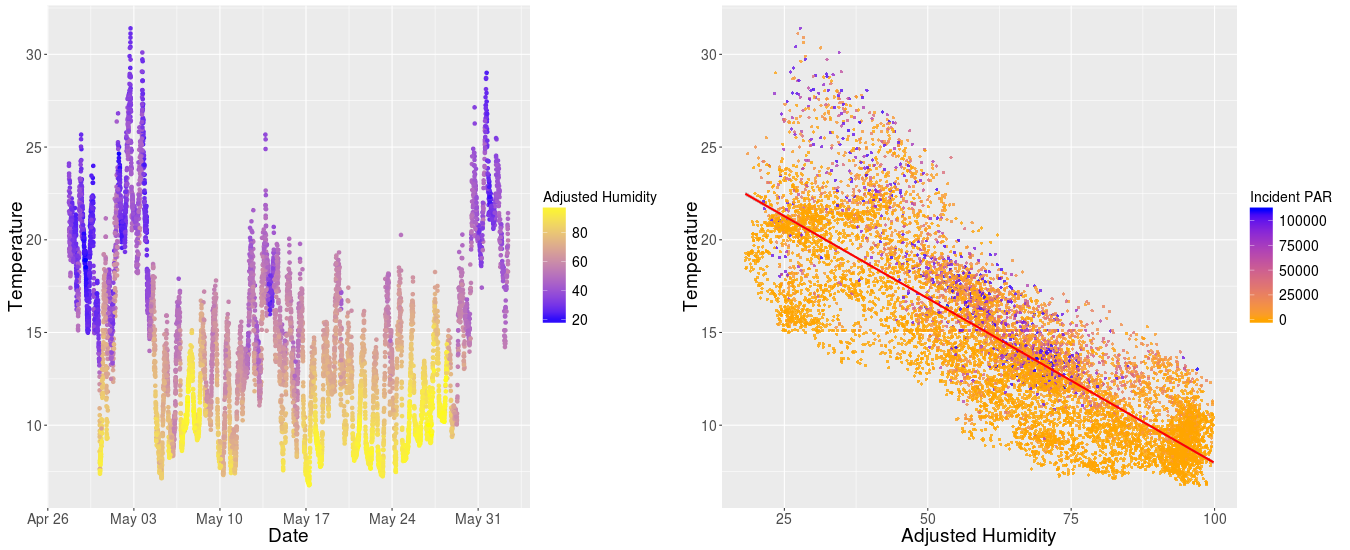 Temperature
30
25
20
15
10
Apr 26
May 03
May 10
May 17
May 24
May 31
Date
Adjusted Humidity
80
60
40
20
Temperature
30
25
20
15
10
25
50
75
100
Adjusted Humidity
Incident PAR
100000
75000
50000
25000
0